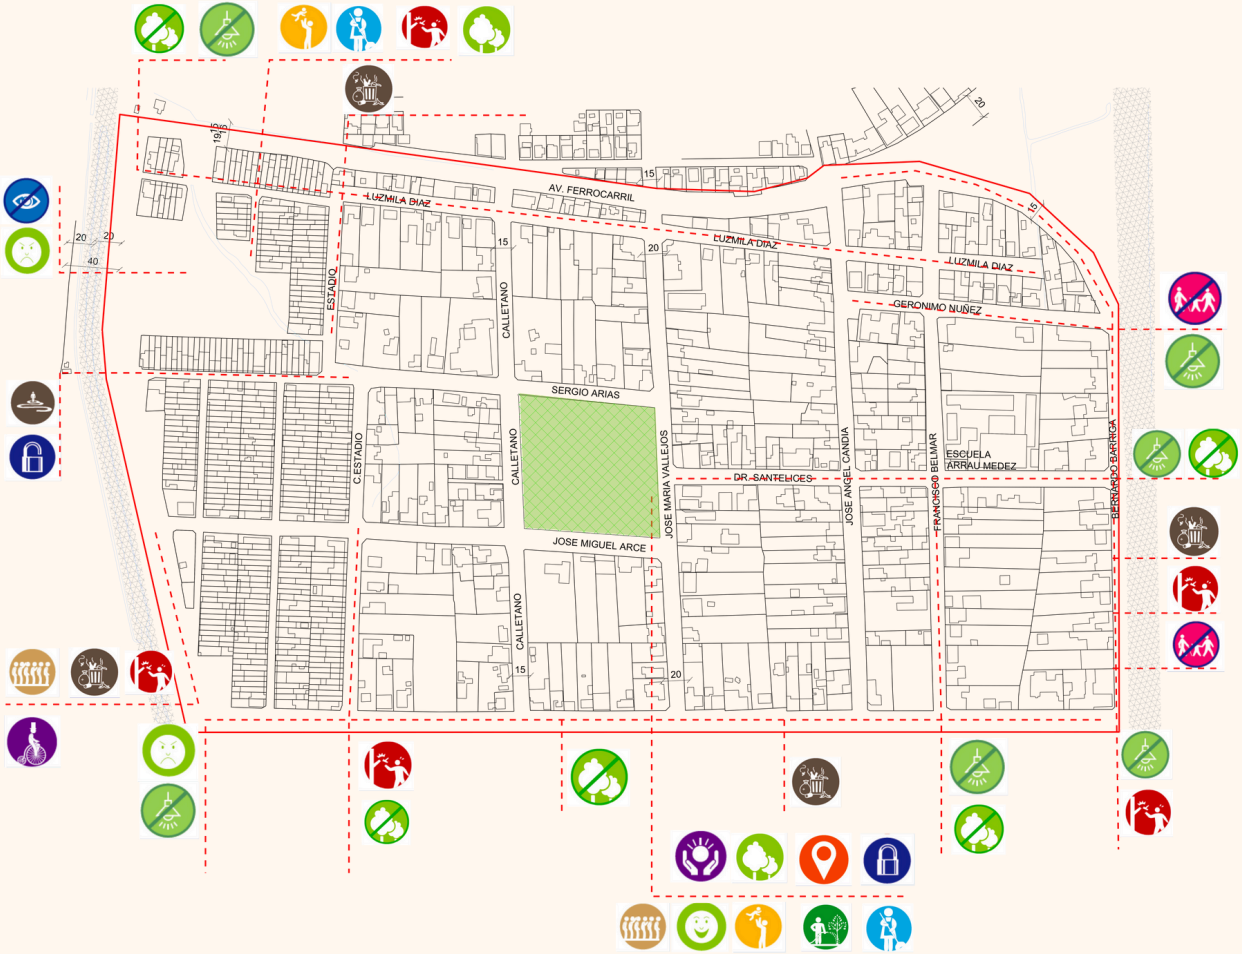 20
1915
15
15
AV. FERROCARRIL
LUZMILA DIAZ
15
20 20
15
20
LUZMILA DIAZ
40
LUZMILA DIAZ
ESTADIO
CALLETANO
GERONIMO NUÑEZ
SERGIO ARIAS
C.ESTADIO
CALLETANO
JOSE MARIA VALLEJOS
JOSE ANGEL CANDIA
FRANCISCO BELMAR
ESCUELA
ARRAU MEDEZ
BERNARDO BARRIGA
DR. SANTELICES
JOSE MIGUEL ARCE
CALLETANO
15
20